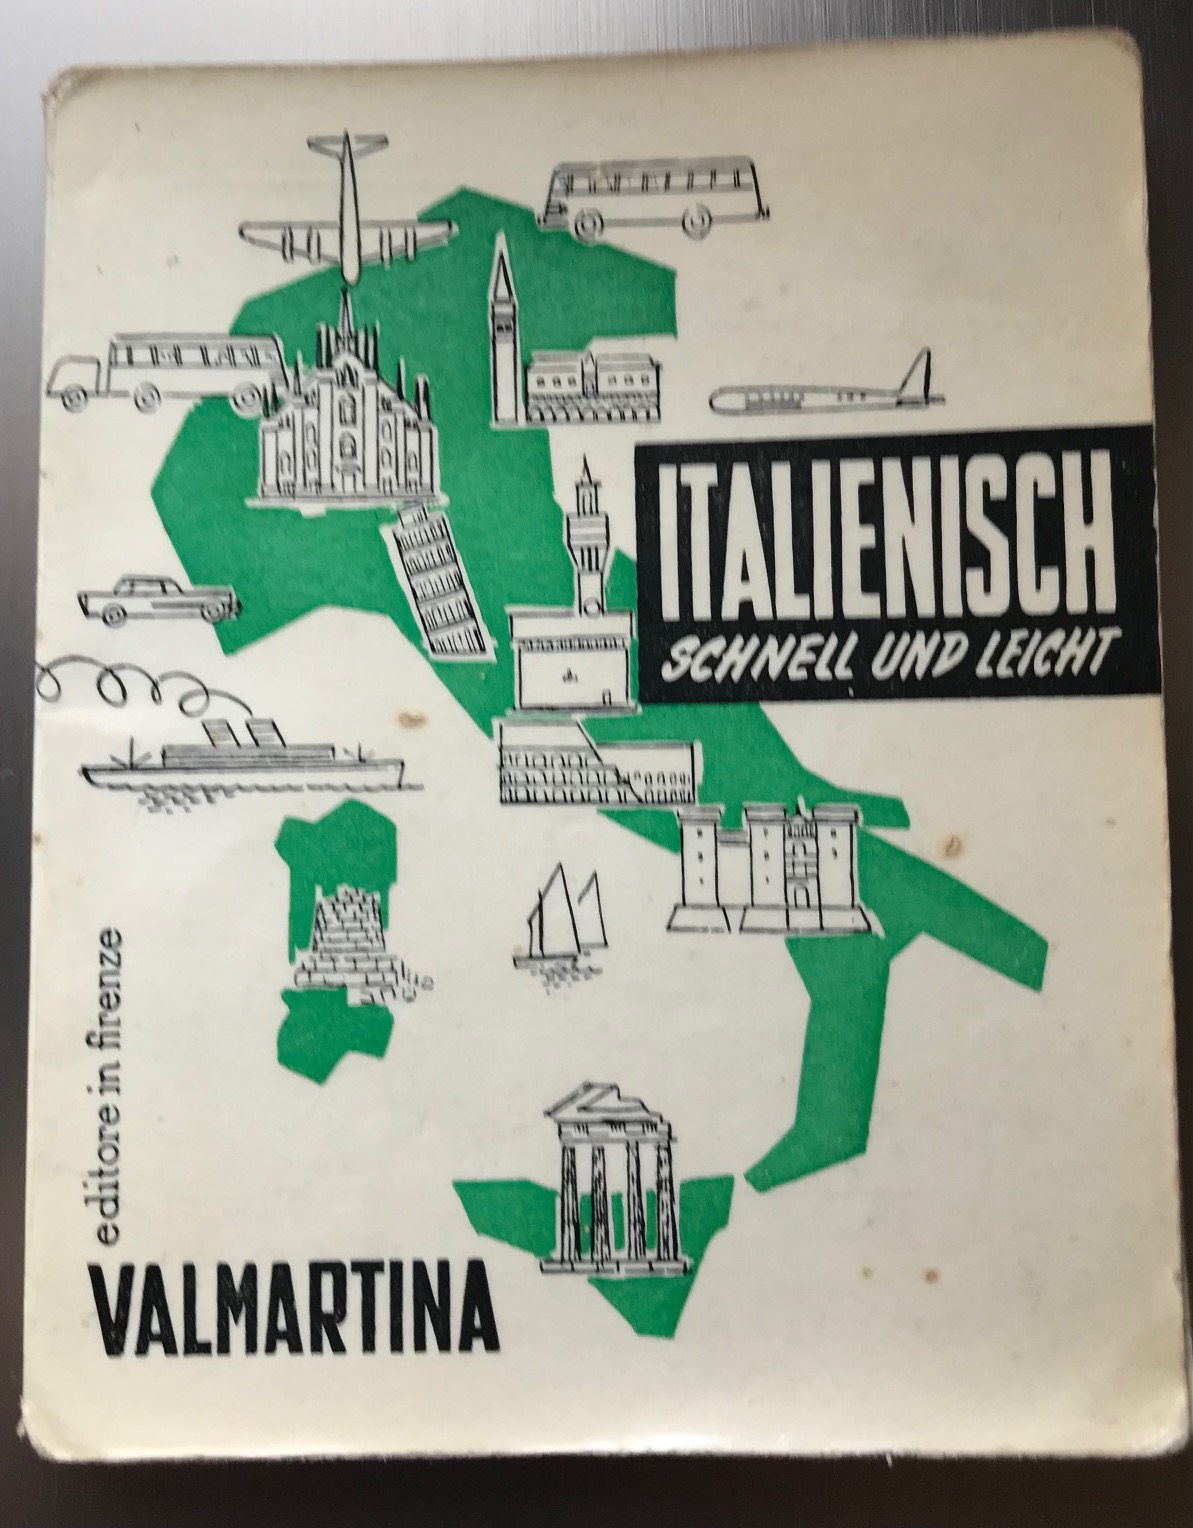 ITALIENISCH
SCHNELL UND LEICHT
editore in firenze
VALMARTINA